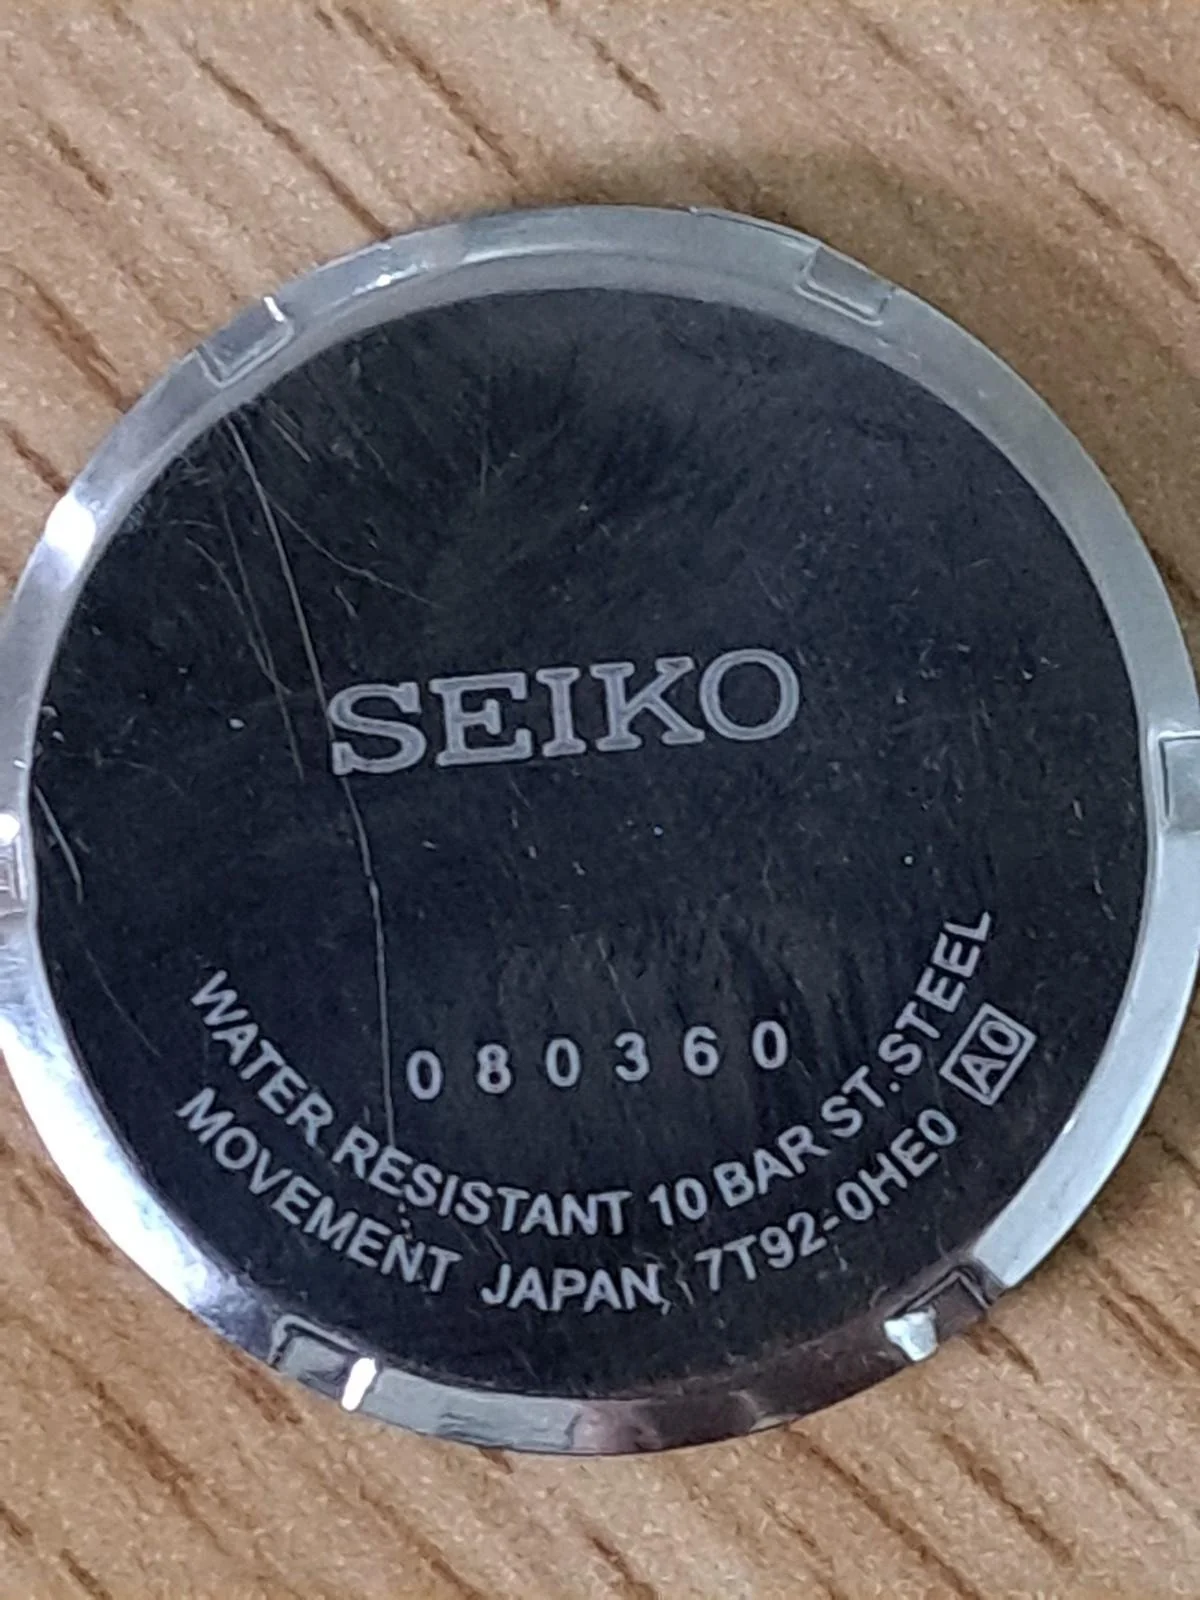 SEIKO
080360
WATER RESISTANT 10 BAR ST.STEEL
MOVEMENT JAPAN 7T92-0HE0 A0